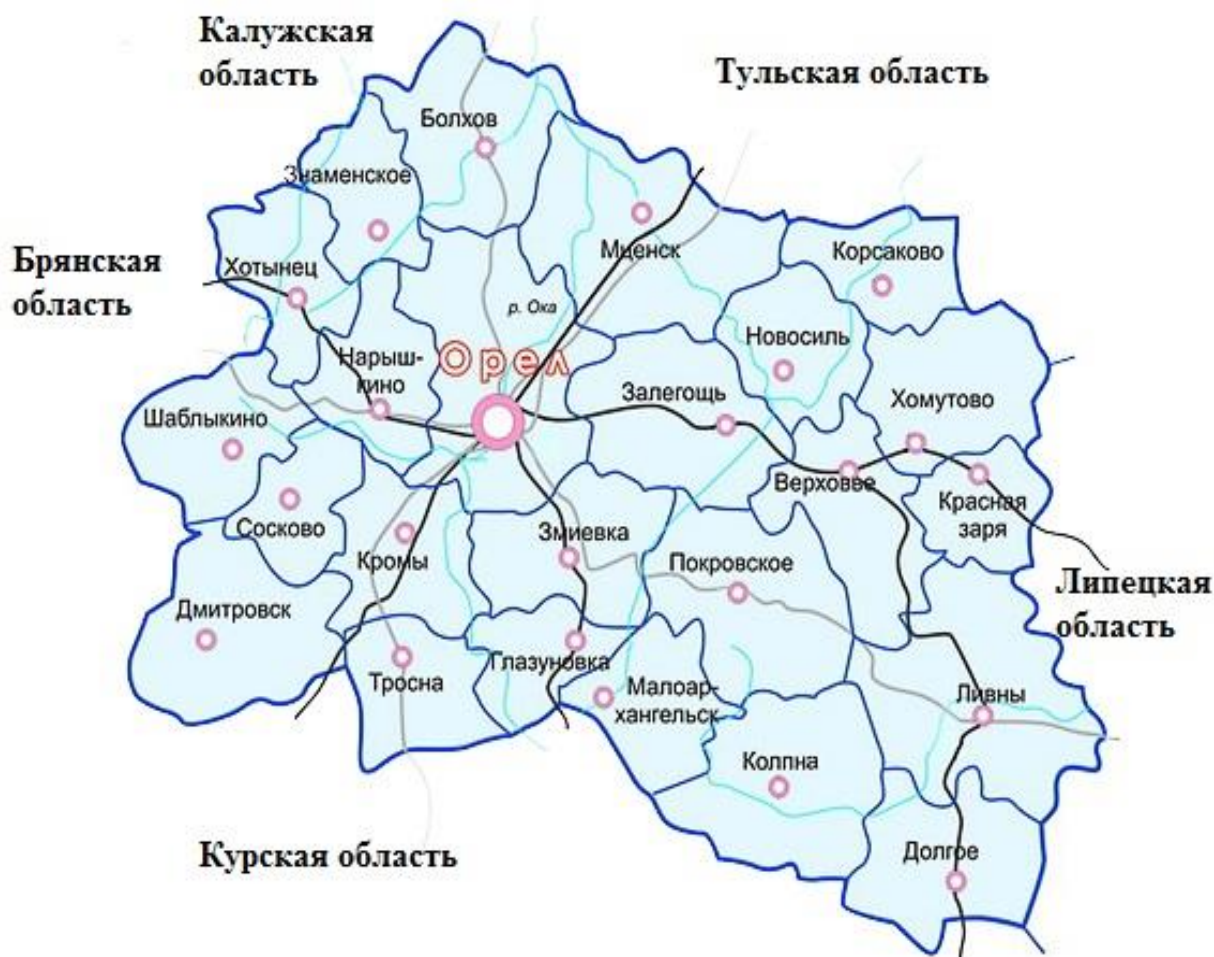 Калужская
область
Тульская область
Болхов
Знаменское
Мценск
Корсаково
Брянская
область
Хотынец
р. Ока
Новосиль
Нарыш-
кино
Орел
Залегощь
Хомутово
Шаблыкино
Верховье
Красная
заря
Сосково
Кромы
Змиевка
Покровское
Липецкая
область
Дмитровск
Тросна
Глазуновка
Малоар-
хангельск
Ливны
Колпна
Долгое
Курская область